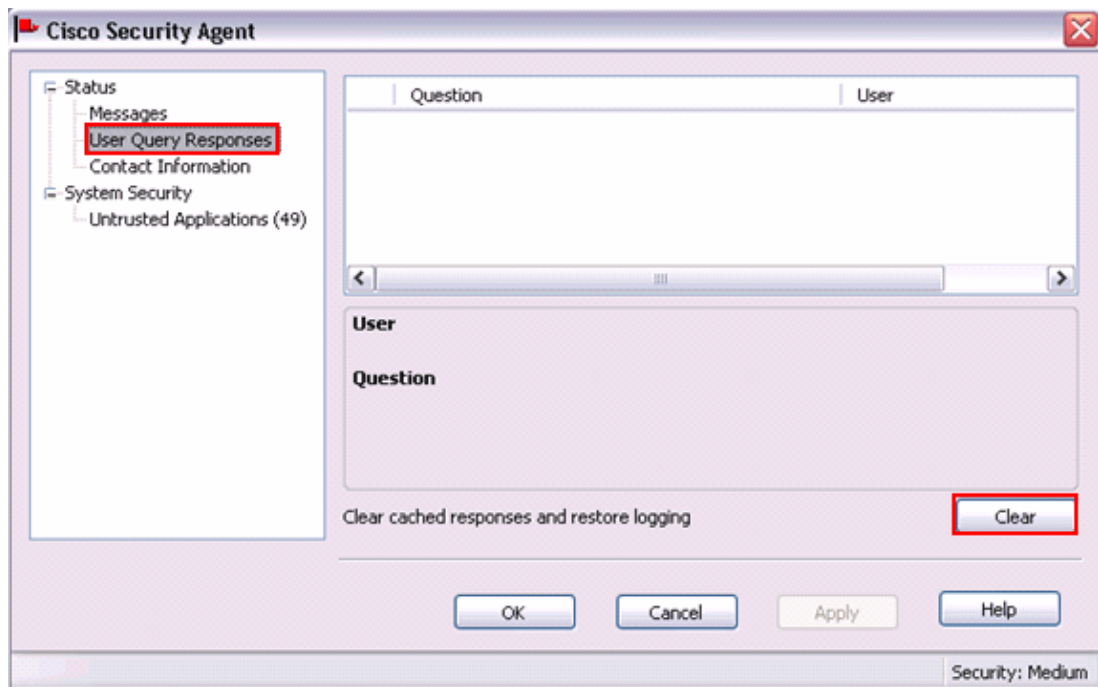 Cisco Security Agent
Status
Messages
User Query Responses
Contact Information
System Security
Untrusted Applications (49)
Question User
User
Question
Clear cached responses and restore logging
Clear
OK Cancel Apply Help
Security: Medium